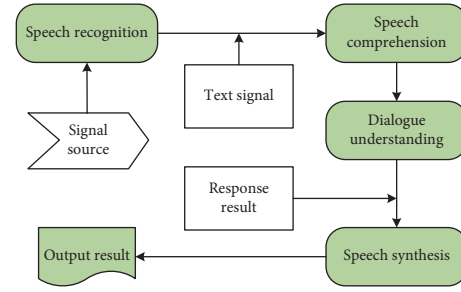 Speech recognition
Speech
comprehension
Text signal
Signal
source
Dialogue
understanding
Response
result
Output result
Speech synthesis